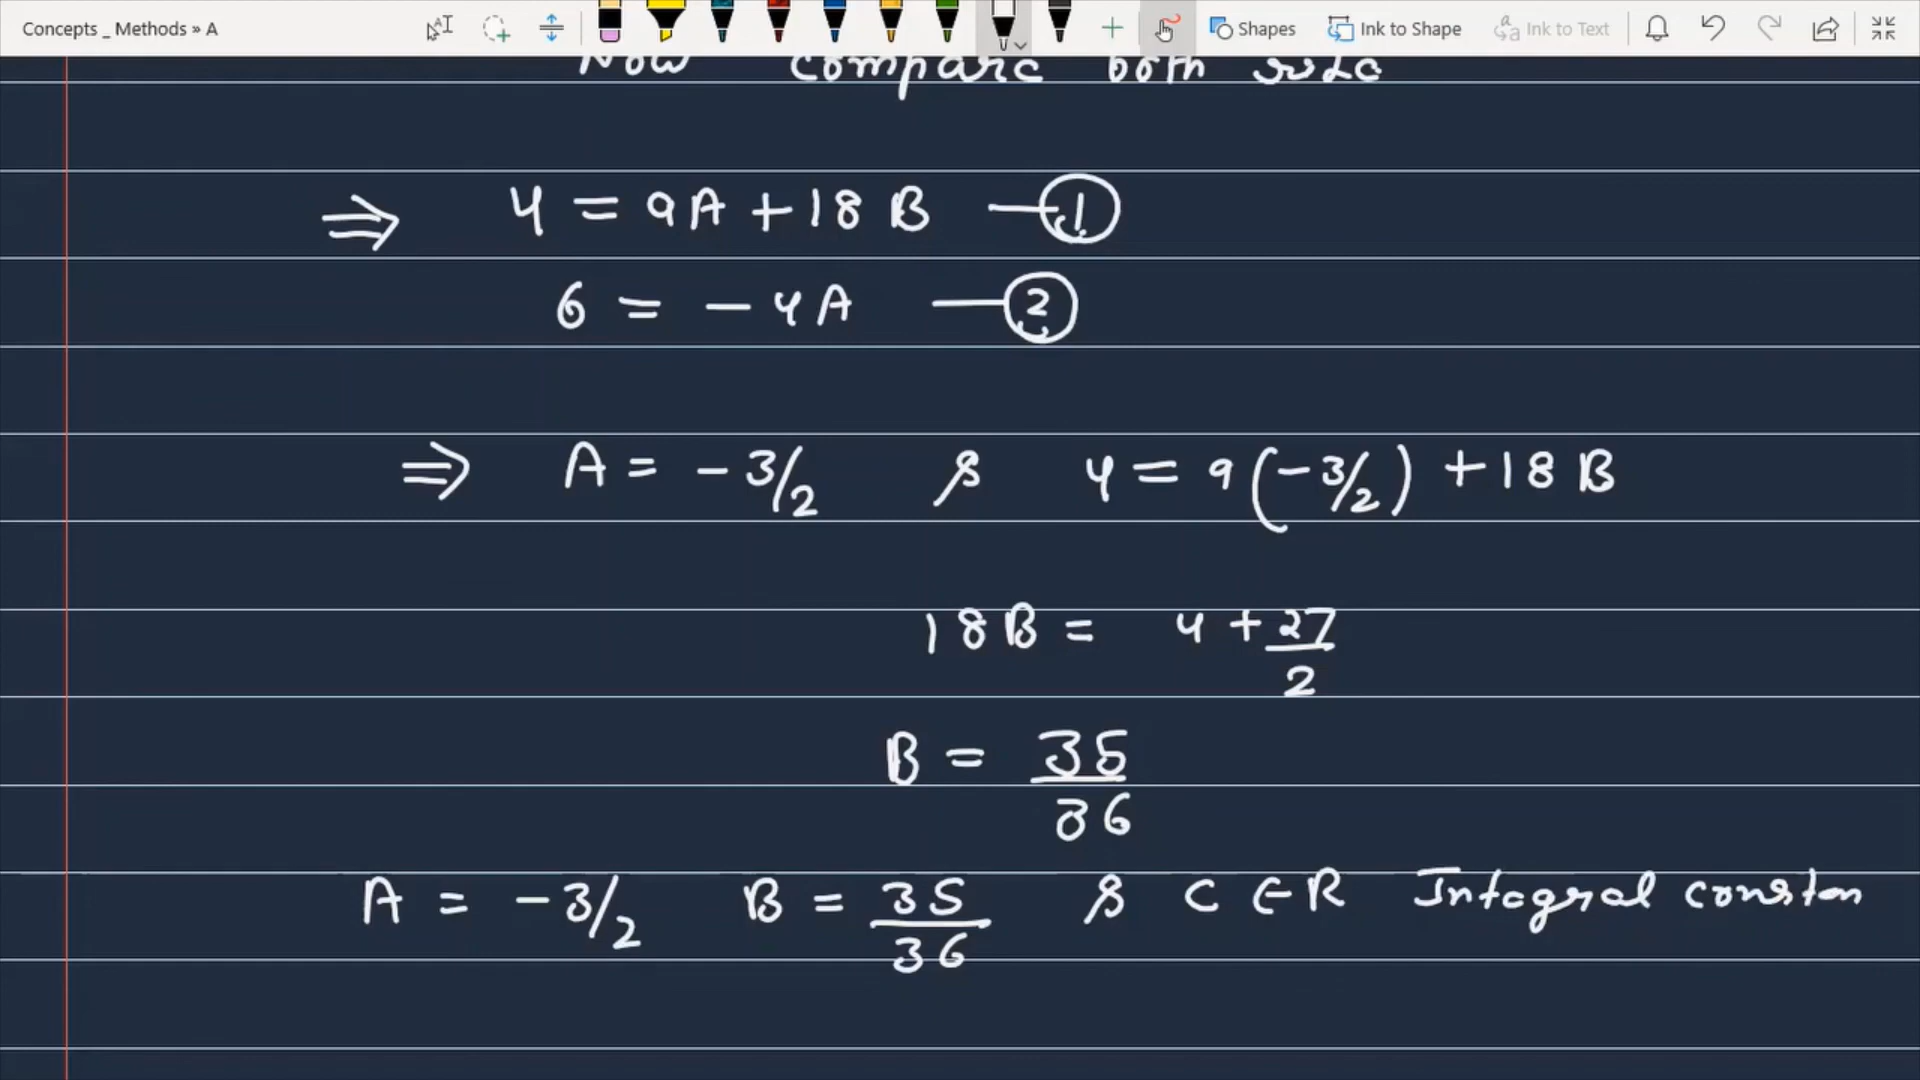 Concepts _ Methods » A Shapes Ink to Shape Ink to Text
Now compare both side
⇒ 4 = 9A + 18 B — ①
6 = - 4A — ②
⇒ A = - 3/2 & 4 = 9 (- 3/2) + 18 B
18B = 4 + 27/2
B = 35/36
A = - 3/2 B = 35/36 & C ∈ R Integral constan